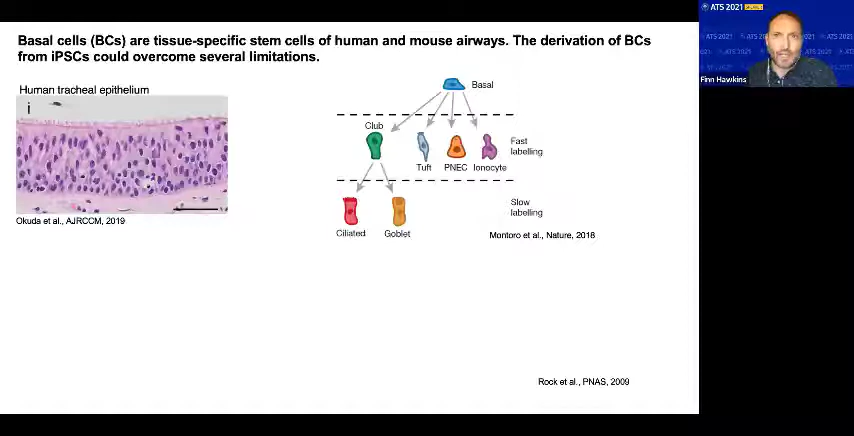 Basal cells (BCs) are tissue-specific stem cells of human and mouse airways. The derivation of BCs
from iPSCs could overcome several limitations.
Human tracheal epithelium
i
Okuda et al., AJRCCM, 2019
Basal
Club
Tuft
PNEC
Ionocyte
Fast
labelling
Ciliated
Goblet
Slow
labelling
Montoro et al., Nature, 2018
Rock et al., PNAS, 2009
ATS 2021
Finn Hawkins